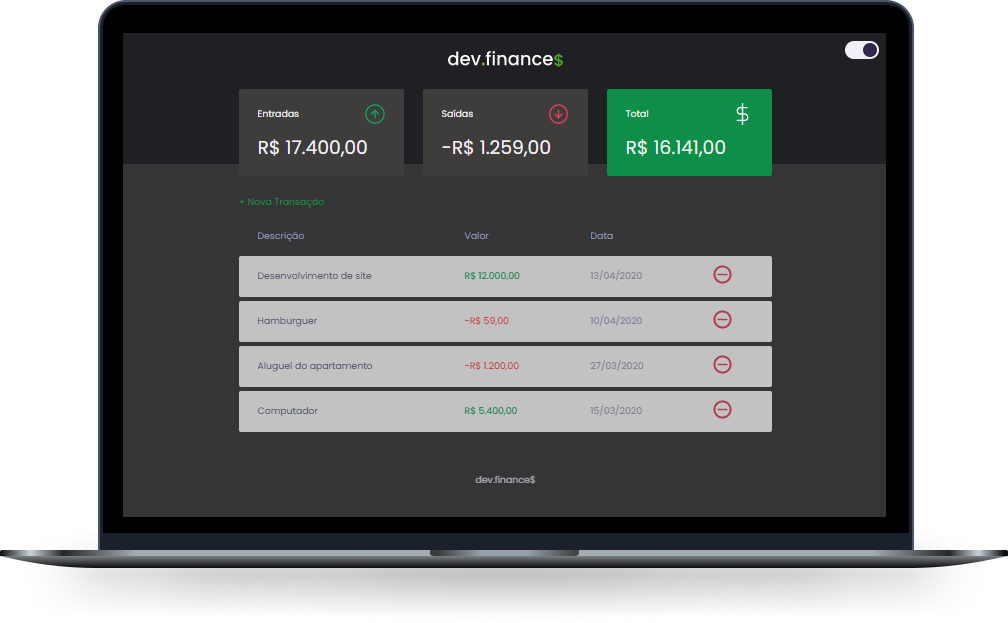 dev.finance$
Entradas
R$ 17.400,00
Saídas
-R$ 1.259,00
Total
$
R$ 16.141,00
+ Nova Transação
Descrição Valor Data
Desenvolvimento de site R$ 12.000,00 13/04/2020
Hamburguer -R$ 59,00 10/04/2020
Aluguel do apartamento -R$ 1.200,00 27/03/2020
Computador R$ 5.400,00 15/03/2020
dev.finance$